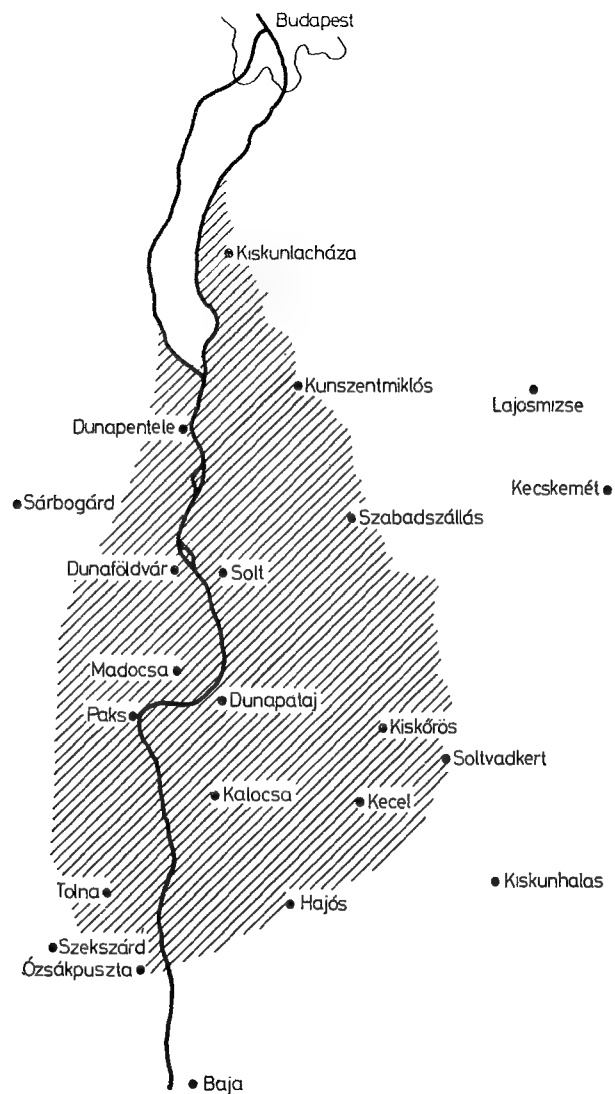 Budapest
Kiskunlacháza
Kunszentmiklós
Lajosmizse
Dunapentele
Kecskemét
Sárbogárd
Szabadszállás
Dunaföldvár
Solt
Madocsa
Dunapataj
Paks
Kiskőrös
Soltvadkert
Kalocsa
Kecel
Kiskunhalas
Tolna
Hajós
Szekszárd
Őzsákpuszta
Baja